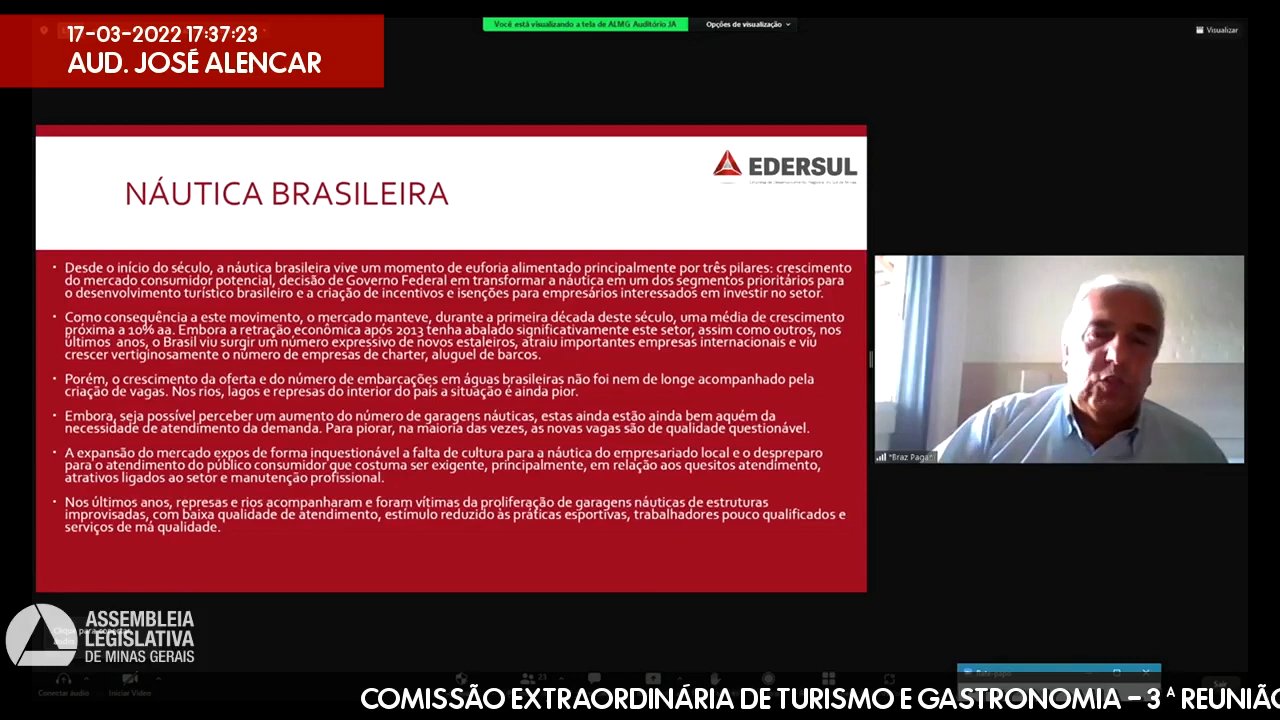 17-03-2022 17:37:23
AUD. JOSÉ ALENCAR
Você está visualizando a tela de ALMG Auditório JA
Opções de visualização
Visualizar
EDERSUL
NÁUTICA BRASILEIRA
• Desde o início do século, a náutica brasileira vive um momento de euforia alimentado principalmente por três pilares: crescimento
do mercado consumidor potencial, decisão de Governo Federal em transformar a náutica em um dos segmentos prioritários para
o desenvolvimento turístico brasileiro e a criação de incentivos e isenções para empresários interessados em investir no setor.
• Como consequência a este movimento, o mercado manteve, durante a primeira década deste século, uma média de crescimento
próxima a 10% aa. Embora a retração econômica após 2013 tenha abalado significativamente este setor, assim como outros, nos
últimos anos, o Brasil viu surgir um número expressivo de novos estaleiros, atraiu importantes empresas internacionais e viu
crescer vertiginosamente o número de empresas de charter, aluguel de barcos.
• Porém, o crescimento da oferta e do número de embarcações em águas brasileiras não foi nem de longe acompanhado pela
criação de vagas. Nos rios, lagos e represas do interior do país a situação é ainda pior.
• Embora, seja possível perceber um aumento do número de garagens náuticas, estas ainda estão ainda bem aquém da
necessidade de atendimento da demanda. Para piorar, na maioria das vezes, as novas vagas são de qualidade questionável.
• A expansão do mercado expos de forma inquestionável a falta de cultura para a náutica do empresariado local e o despreparo
para o atendimento do público consumidor que costuma ser exigente, principalmente, em relação aos quesitos atendimento,
atrativos ligados ao setor e manutenção profissional.
• Nos últimos anos, represas e rios acompanharam e foram vítimas da proliferação de garagens náuticas de estruturas
improvisadas, com baixa qualidade de atendimento, estímulo reduzido às práticas esportivas, trabalhadores pouco qualificados e
serviços de má qualidade.
*Braz Pagani
ASSEMBLEIA
LEGISLATIVA
DE MINAS GERAIS
Conectar áudio
Iniciar Vídeo
23
Bate-papo
Sair
COMISSÃO EXTRAORDINÁRIA DE TURISMO E GASTRONOMIA - 3 ª REUNIÃO